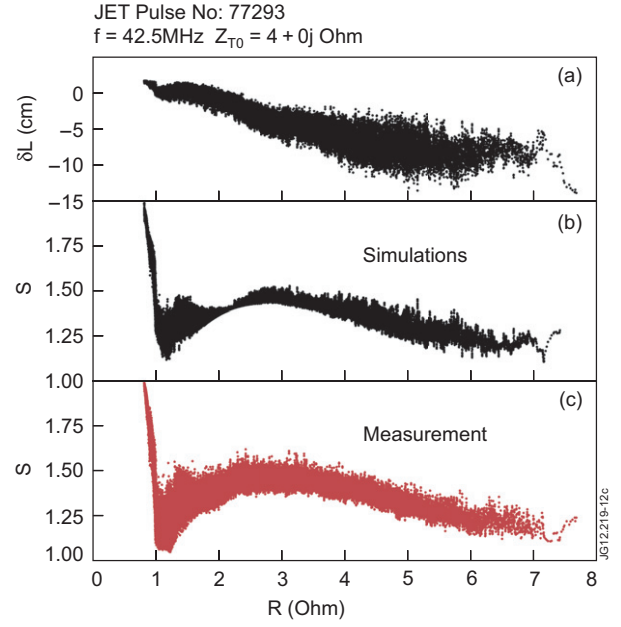 JET Pulse No: 77293
f = 42.5MHz Z_T0 = 4 + 0j Ohm
(a)
δL (cm)
0
−5
−10
−15
(b)
Simulations
S
1.75
1.50
1.25
1.00
(c)
Measurement
S
1.75
1.50
1.25
1.00
0 1 2 3 4 5 6 7 8
R (Ohm)
JG12.219-12c